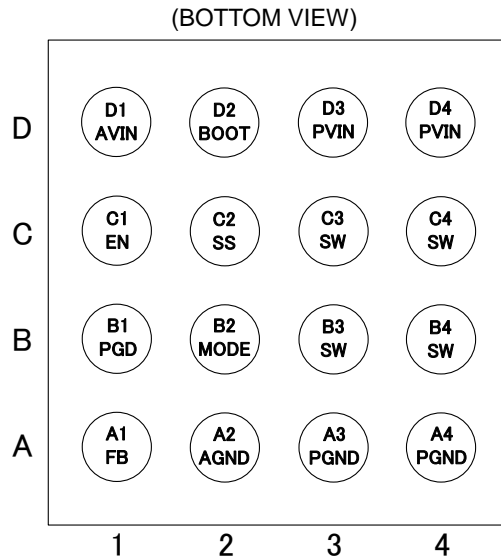 (BOTTOM VIEW)
D
D1
AVIN
D2
BOOT
D3
PVIN
D4
PVIN
C
C1
EN
C2
SS
C3
SW
C4
SW
B
B1
PGD
B2
MODE
B3
SW
B4
SW
A
A1
FB
A2
AGND
A3
PGND
A4
PGND
1 2 3 4